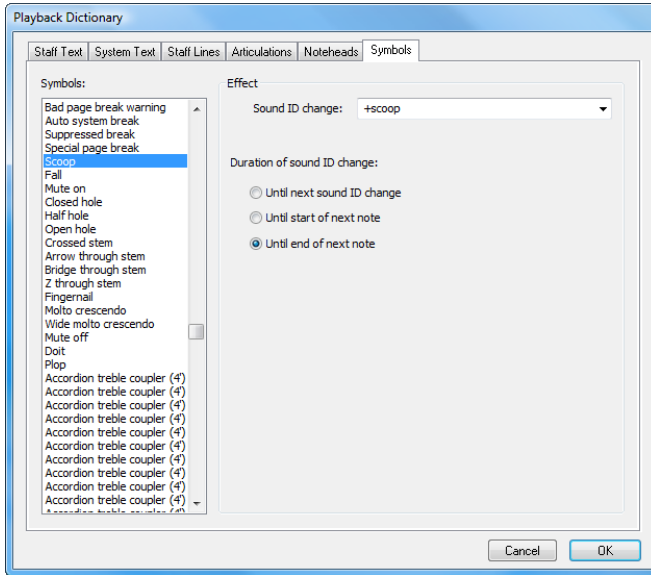 Playback Dictionary
Staff Text System Text Staff Lines Articulations Noteheads Symbols
Symbols:
Bad page break warning
Auto system break
Suppressed break
Special page break
Scoop
Fall
Mute on
Closed hole
Half hole
Open hole
Crossed stem
Arrow through stem
Bridge through stem
Z through stem
Fingernail
Molto crescendo
Wide molto crescendo
Mute off
Doit
Plop
Accordion treble coupler (4')
Accordion treble coupler (4')
Accordion treble coupler (4')
Accordion treble coupler (4')
Accordion treble coupler (4')
Accordion treble coupler (4')
Accordion treble coupler (4')
Accordion treble coupler (4')
Accordion treble coupler (4')
Accordion treble coupler (4')
Accordion treble coupler (4')
Effect
Sound ID change: +scoop
Duration of sound ID change:
Until next sound ID change
Until start of next note
Until end of next note
Cancel OK